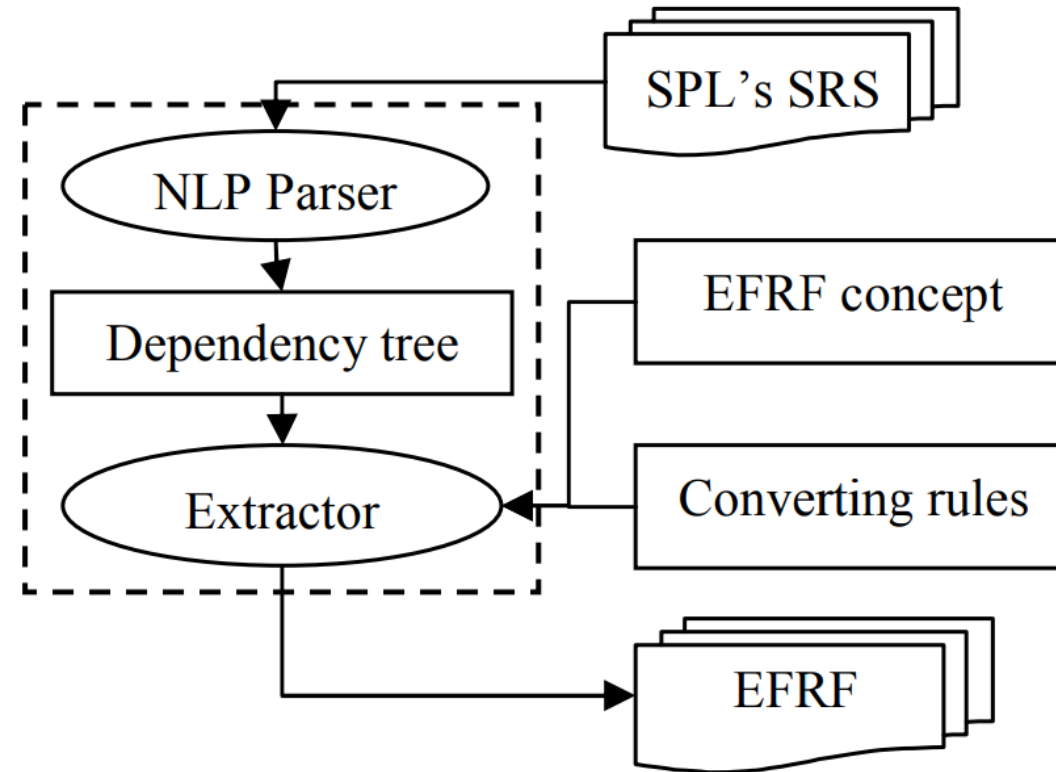 SPL's SRS
NLP Parser
EFRF concept
Dependency tree
Converting rules
Extractor
EFRF